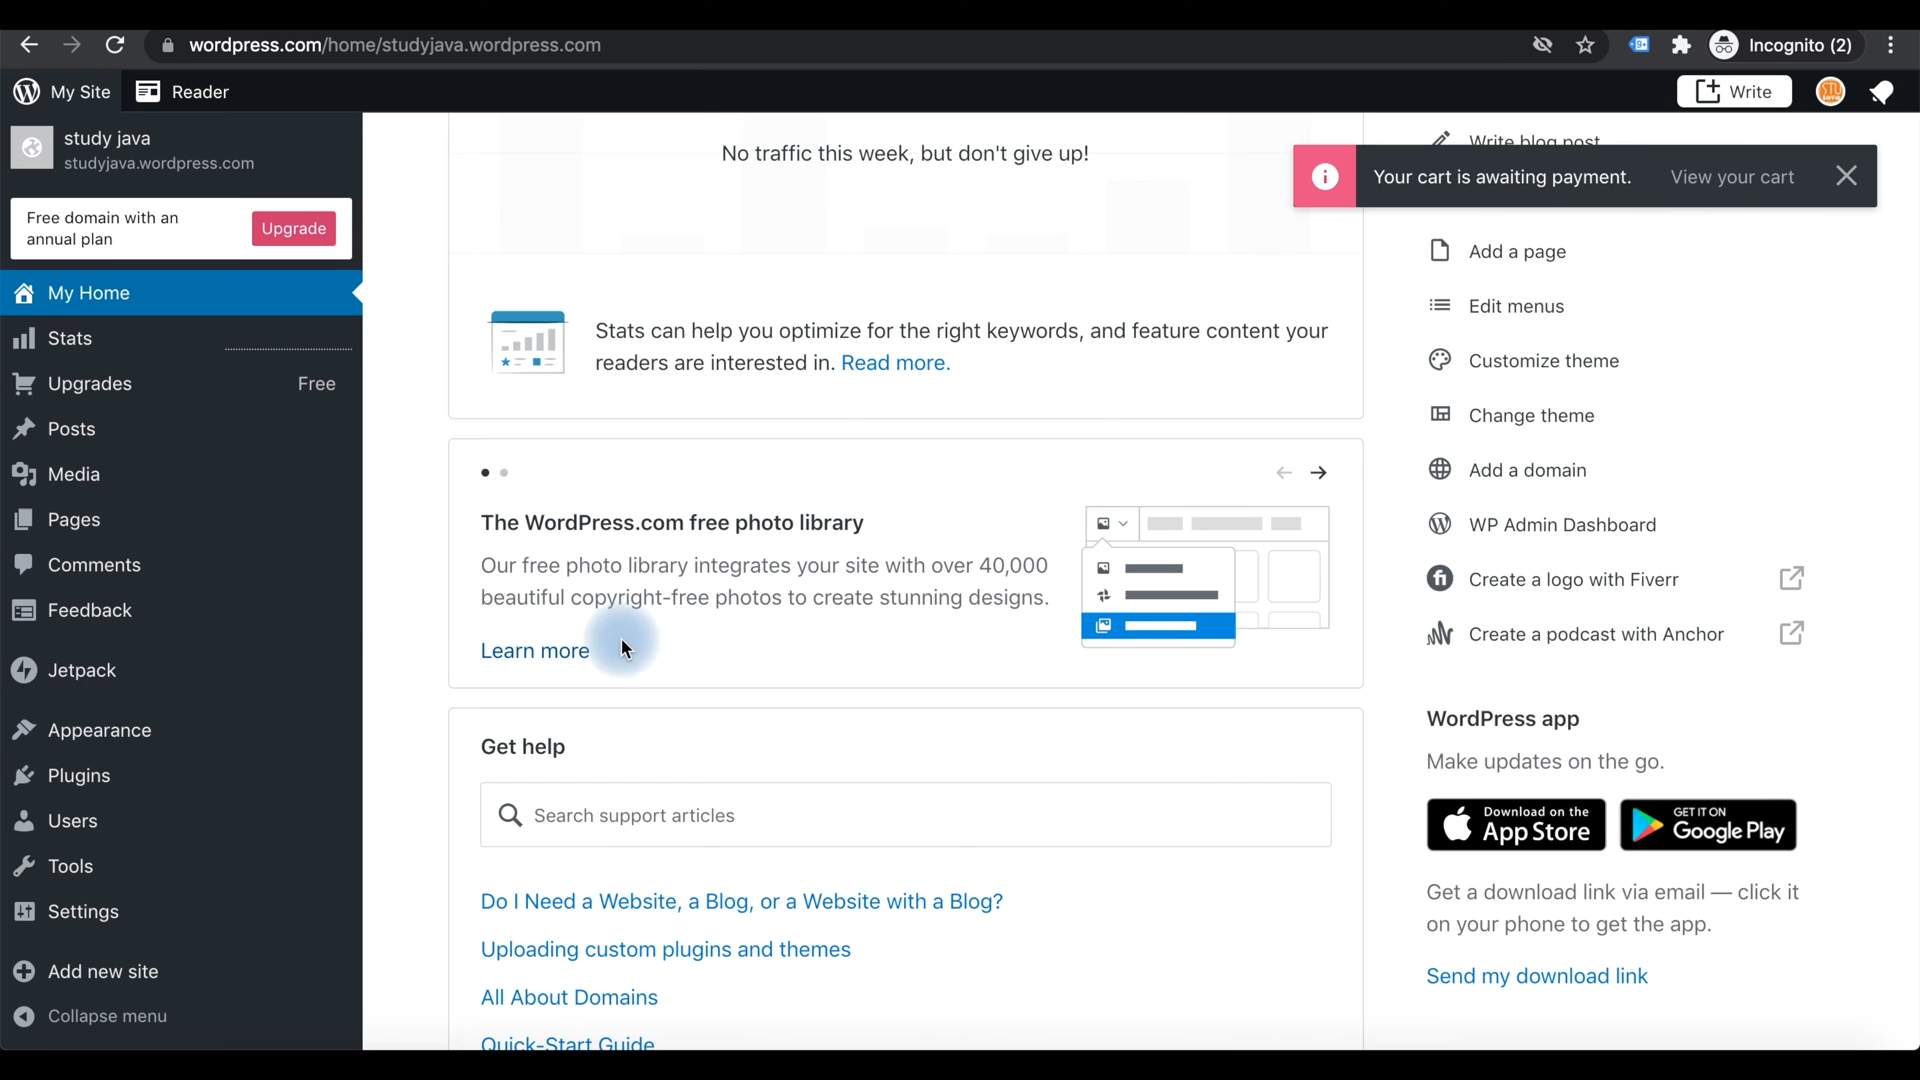 wordpress.com/home/studyjava.wordpress.com
Incognito (2)
My Site
Reader
Write
study java
studyjava.wordpress.com
Free domain with an
annual plan
Upgrade
My Home
Stats
Upgrades
Free
Posts
Media
Pages
Comments
Feedback
Jetpack
Appearance
Plugins
Users
Tools
Settings
Add new site
Collapse menu
No traffic this week, but don't give up!
Stats can help you optimize for the right keywords, and feature content your
readers are interested in. Read more.
The WordPress.com free photo library
Our free photo library integrates your site with over 40,000
beautiful copyright-free photos to create stunning designs.
Learn more
Get help
Search support articles
Do I Need a Website, a Blog, or a Website with a Blog?
Uploading custom plugins and themes
All About Domains
Quick-Start Guide
Write blog post
Your cart is awaiting payment.
View your cart
Add a page
Edit menus
Customize theme
Change theme
Add a domain
WP Admin Dashboard
Create a logo with Fiverr
Create a podcast with Anchor
WordPress app
Make updates on the go.
Download on the
App Store
GET IT ON
Google Play
Get a download link via email — click it
on your phone to get the app.
Send my download link